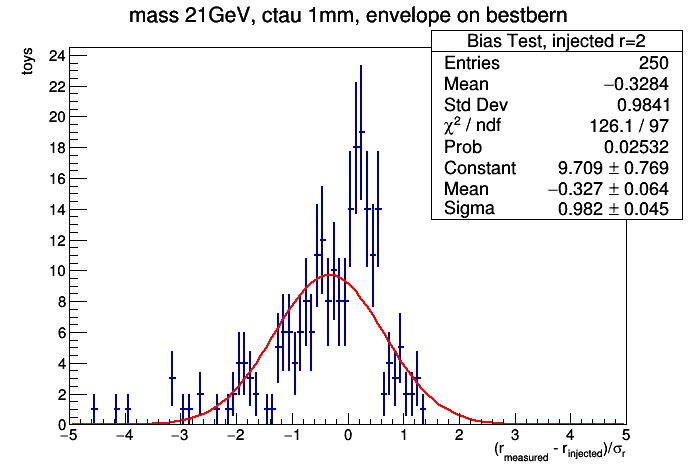 mass 21GeV, ctau 1mm, envelope on bestbern
Bias Test, injected r=2
Entries 250
Mean −0.3284
Std Dev 0.9841
χ² / ndf 126.1 / 97
Prob 0.02532
Constant 9.709 ± 0.769
Mean −0.327 ± 0.064
Sigma 0.982 ± 0.045
toys
24
22
20
18
16
14
12
10
8
6
4
2
0
−5 −4 −3 −2 −1 0 1 2 3 4 5
(r_measured - r_injected)/σ_r